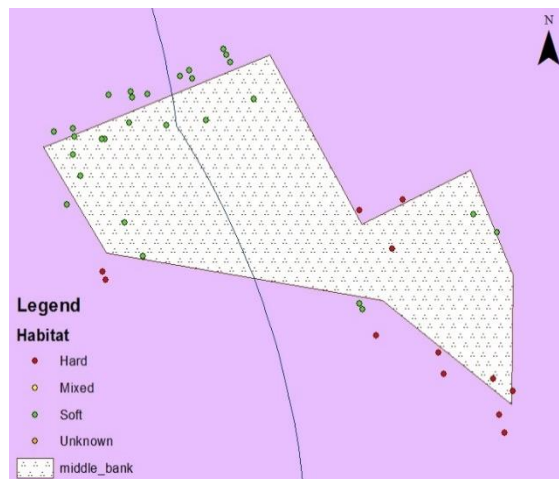 N
Legend
Habitat
Hard
Mixed
Soft
Unknown
middle_bank